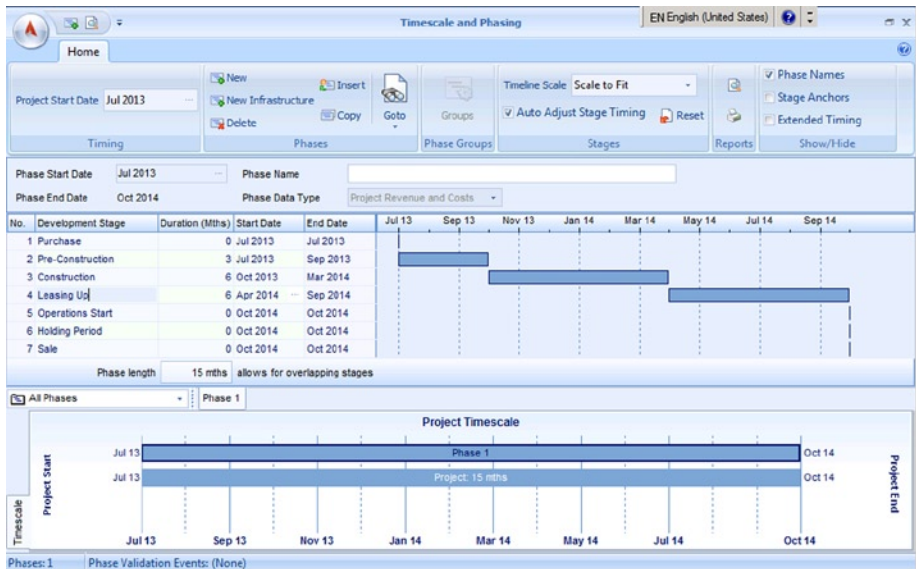 Timescale and Phasing
EN English (United States)
Home
Project Start Date Jul 2013
New
New Infrastructure
Delete
Insert
Copy
Goto
Groups
Timeline Scale Scale to Fit
Auto Adjust Stage Timing Reset
Phase Names
Stage Anchors
Extended Timing
Timing Phases Phase Groups Stages Reports Show/Hide
Phase Start Date Jul 2013 Phase Name
Phase End Date Oct 2014 Phase Data Type Project Revenue and Costs
No. Development Stage Duration (Mths) Start Date End Date Jul 13 Sep 13 Nov 13 Jan 14 Mar 14 May 14 Jul 14 Sep 14
1 Purchase 0 Jul 2013 Jul 2013
2 Pre-Construction 3 Jul 2013 Sep 2013
3 Construction 6 Oct 2013 Mar 2014
4 Leasing Up 6 Apr 2014 Sep 2014
5 Operations Start 0 Oct 2014 Oct 2014
6 Holding Period 0 Oct 2014 Oct 2014
7 Sale 0 Oct 2014 Oct 2014
Phase length 15 mths allows for overlapping stages
All Phases Phase 1
Project Timescale
Jul 13 Phase 1 Oct 14
Jul 13 Project: 15 mths Oct 14
Project Start
Project End
Timescale
Jul 13 Sep 13 Nov 13 Jan 14 Mar 14 May 14 Jul 14 Oct 14
Phases: 1 Phase Validation Events: (None)